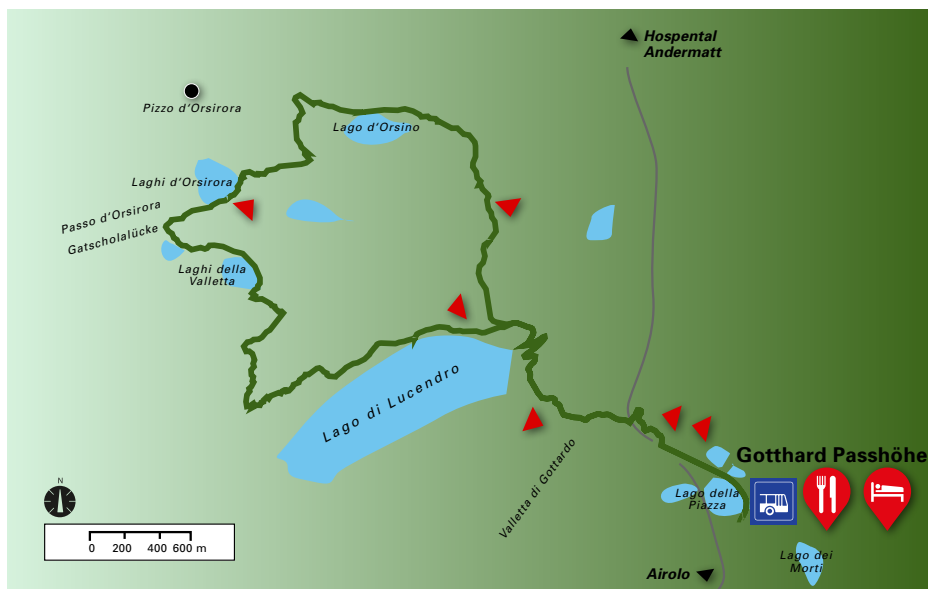 Hospental
Andermatt
Pizzo d'Orsirora
Lago d'Orsino
Laghi d'Orsirora
Passo d'Orsirora
Gatscholalücke
Laghi della
Valletta
Lago di Lucendro
Valletta di Gottardo
Gotthard Passhöhe
Lago della
Piazza
Lago dei
Morti
Airolo
N
0 200 400 600 m